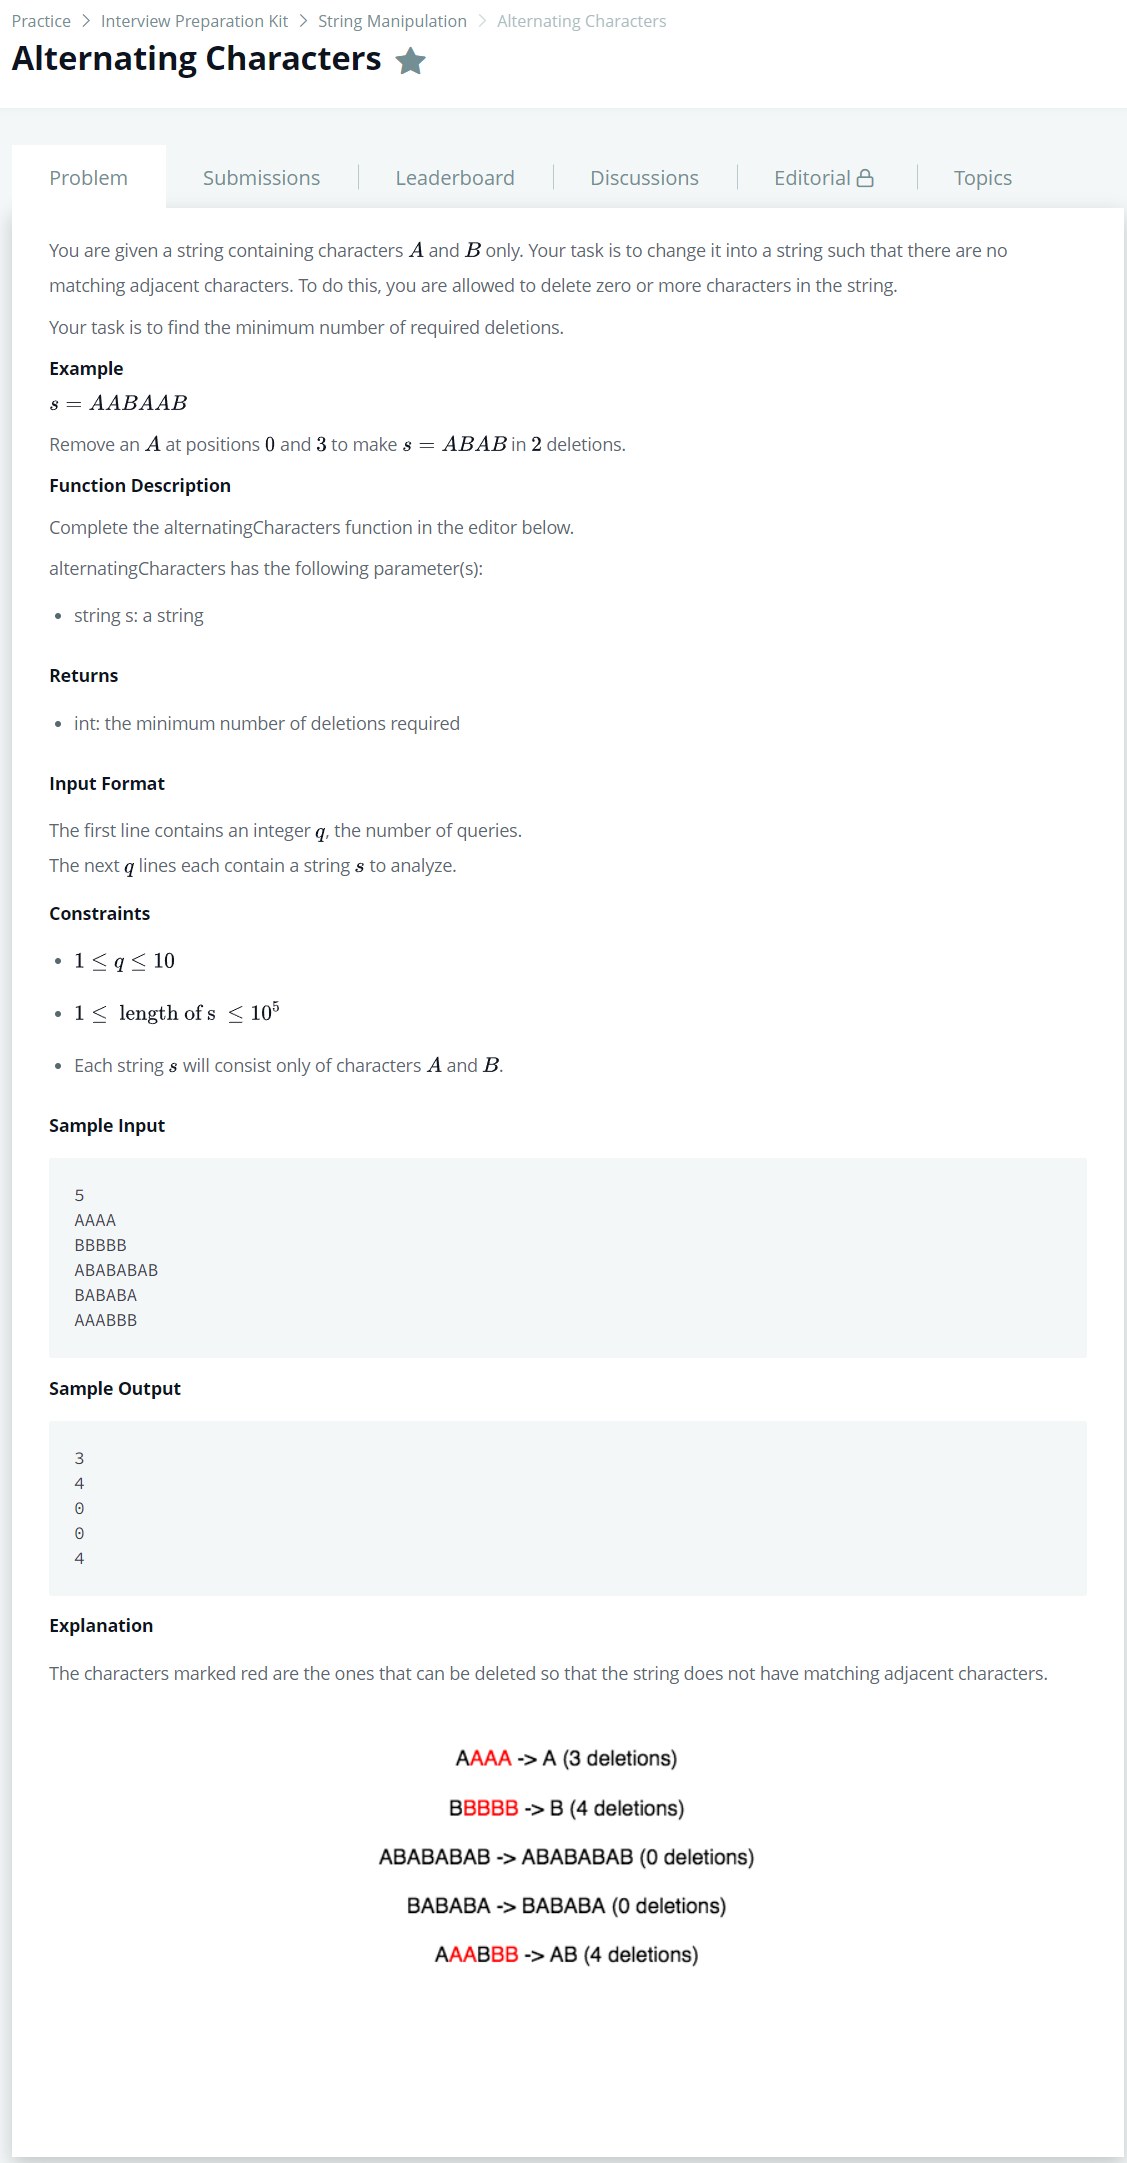 Practice > Interview Preparation Kit > String Manipulation > Alternating Characters
Alternating Characters
Problem Submissions Leaderboard Discussions Editorial Topics
You are given a string containing characters A and B only. Your task is to change it into a string such that there are no
matching adjacent characters. To do this, you are allowed to delete zero or more characters in the string.
Your task is to find the minimum number of required deletions.
Example
s = AABAAB
Remove an A at positions 0 and 3 to make s = ABAB in 2 deletions.
Function Description
Complete the alternatingCharacters function in the editor below.
alternatingCharacters has the following parameter(s):
• string s: a string
Returns
• int: the minimum number of deletions required
Input Format
The first line contains an integer q, the number of queries.
The next q lines each contain a string s to analyze.
Constraints
• 1 ≤ q ≤ 10
• 1 ≤ length of s ≤ 10⁵
• Each string s will consist only of characters A and B.
Sample Input
5
AAAA
BBBBB
ABABABAB
BABABA
AAABBB
Sample Output
3
4
0
0
4
Explanation
The characters marked red are the ones that can be deleted so that the string does not have matching adjacent characters.
AAAA -> A (3 deletions)
BBBBB -> B (4 deletions)
ABABABAB -> ABABABAB (0 deletions)
BABABA -> BABABA (0 deletions)
AAABBB -> AB (4 deletions)